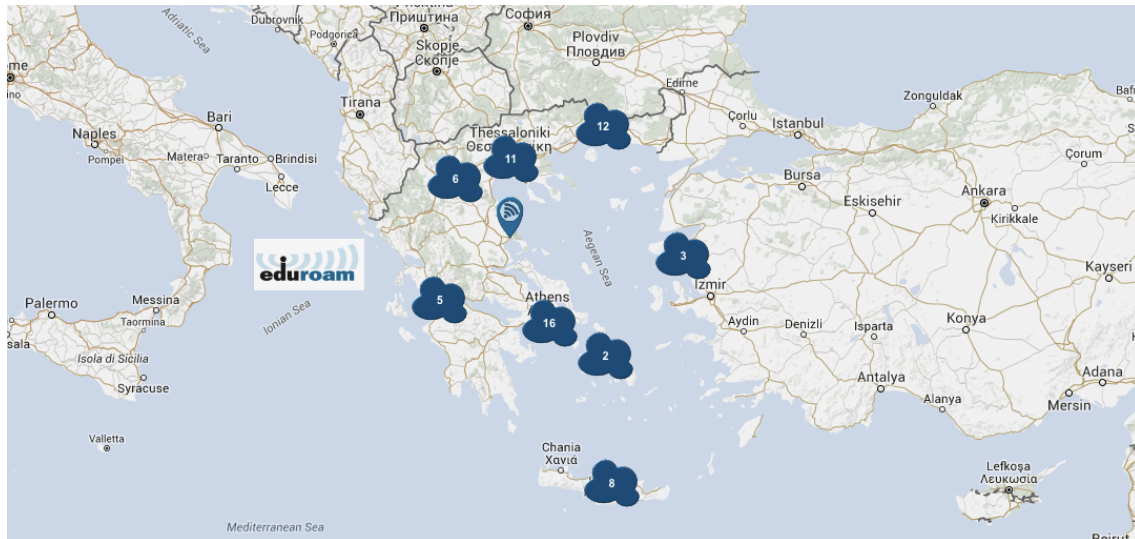 Dubrovnik
Podgorica
Приштина
София
Adriatic Sea
Skopje
Скопје
Plovdiv
Пловдив
Edirne
Zonguldak
Tirana
Çorlu
Istanbul
Bari
Naples
Pompei
Matera
Taranto
Brindisi
Lecce
Thessaloniki
12
11
6
Çorum
Bursa
Ankara
Eskisehir
Kirikkale
Aegean Sea
eduroam
3
Izmir
Kayseri
Palermo
Messina
Taormina
Ionian Sea
5
Athens
16
2
Aydin
Denizli
Isparta
Konya
Isola di Sicilia
Syracuse
Antalya
Alanya
Adana
Mersin
Valletta
Chania
Χανιά
8
Lefkoşa
Λευκωσία
Mediterranean Sea